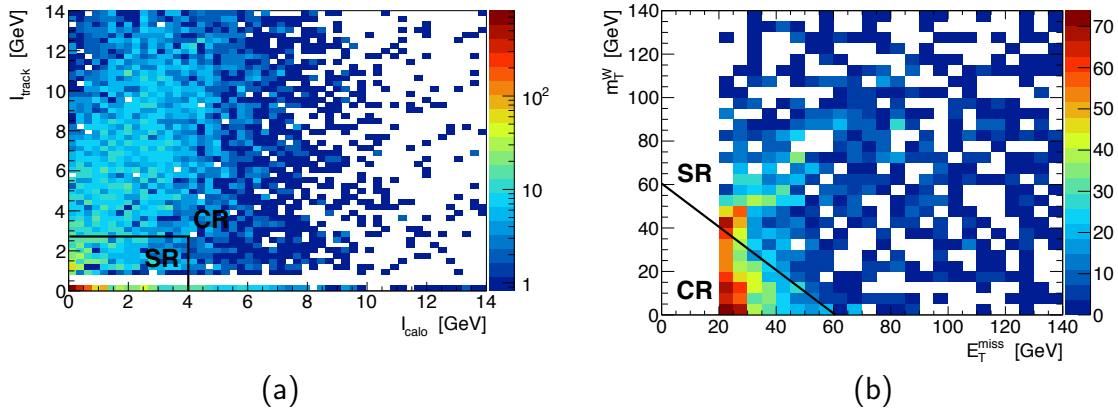 I_track [GeV]
14
12
10
8
6
4
2
0
CR
SR
0 2 4 6 8 10 12 14
I_calo [GeV]
10^2
10
1
(a)
m_T^W [GeV]
140
120
100
80
60
40
20
0
SR
CR
0 20 40 60 80 100 120 140
E_T^miss [GeV]
70
60
50
40
30
20
10
0
(b)